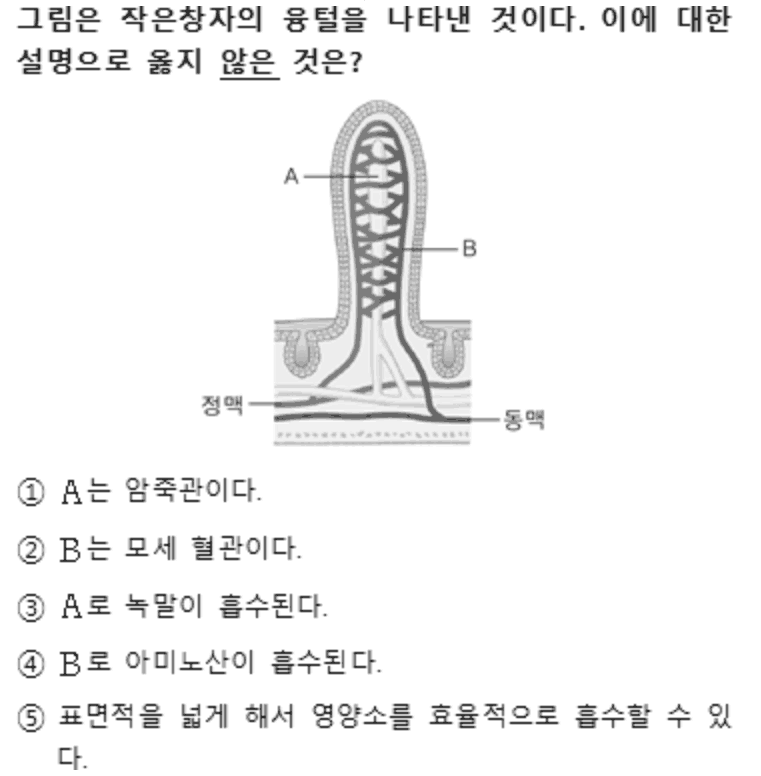 그림은 작은창자의 융털을 나타낸 것이다. 이에 대한
설명으로 옳지 않은 것은?
A
B
정맥
동맥
① A는 암죽관이다.
② B는 모세 혈관이다.
③ A로 녹말이 흡수된다.
④ B로 아미노산이 흡수된다.
⑤ 표면적을 넓게 해서 영양소를 효율적으로 흡수할 수 있
다.